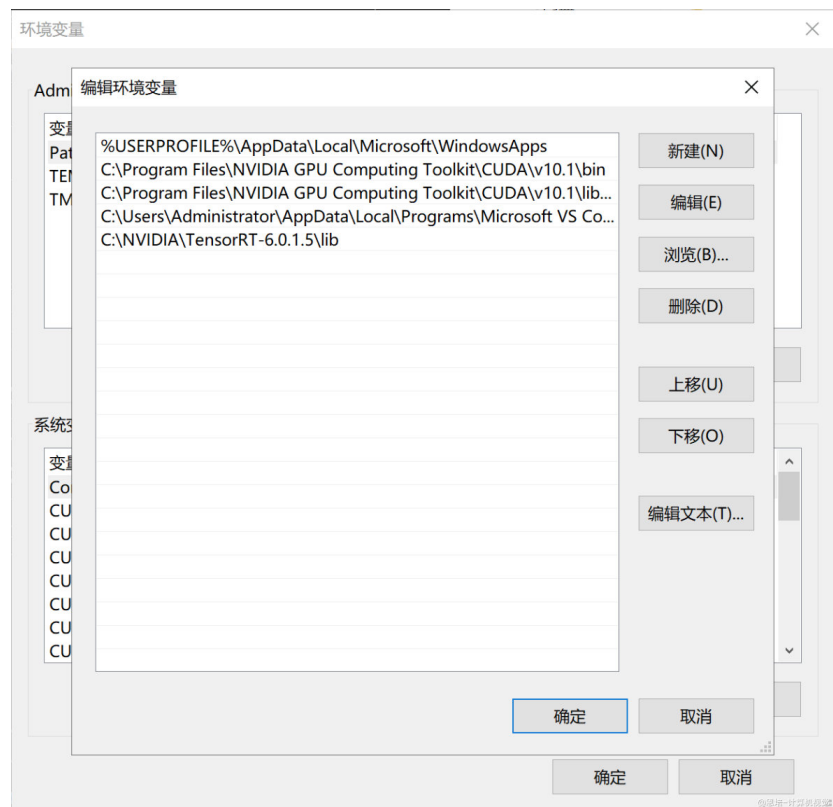 环境变量
Adm
编辑环境变量
变
Pat
TE
TM
%USERPROFILE%\AppData\Local\Microsoft\WindowsApps
C:\Program Files\NVIDIA GPU Computing Toolkit\CUDA\v10.1\bin
C:\Program Files\NVIDIA GPU Computing Toolkit\CUDA\v10.1\lib...
C:\Users\Administrator\AppData\Local\Programs\Microsoft VS Co...
C:\NVIDIA\TensorRT-6.0.1.5\lib
新建(N)
编辑(E)
浏览(B)...
删除(D)
上移(U)
下移(O)
编辑文本(T)...
系统
变
Co
CU
CU
CU
CU
CU
CU
CU
确定
取消
确定
取消